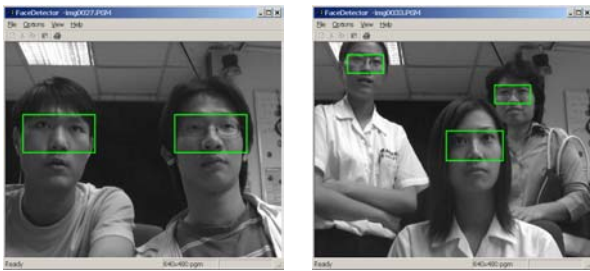 FaceDetector -img0027.PGM
File Options View Help
Ready 640x480 pgm
FaceDetector -img0033.PGM
File Options View Help
Ready 640x480 pgm